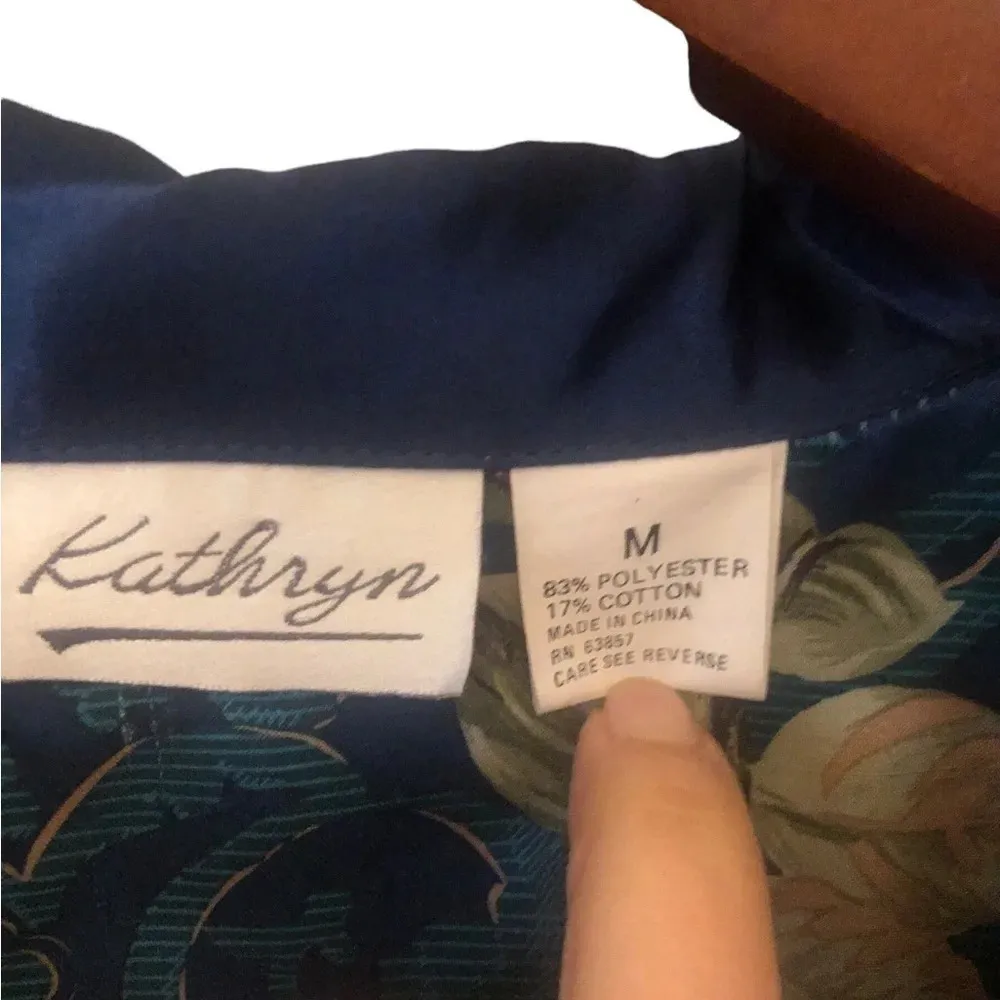 Kathryn
M
83% POLYESTER
17% COTTON
MADE IN CHINA
RN 63857
CARE SEE REVERSE